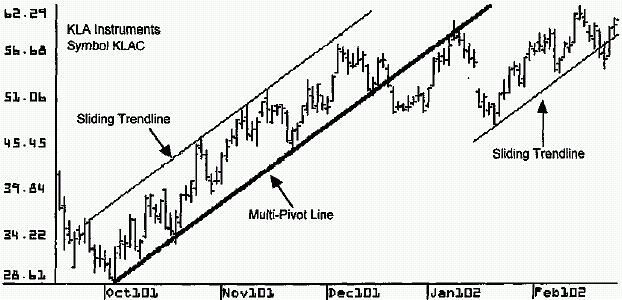 62.29
KLA Instruments
Symbol KLAC
56.68
51.06
Sliding Trendline
45.45
Sliding Trendline
39.84
Multi-Pivot Line
34.22
28.61
Oct101 Nov101 Dec101 Jan102 Feb102